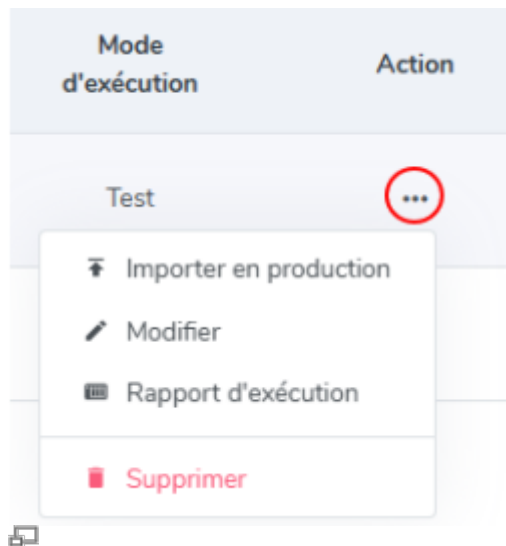 Mode
d'exécution
Action
Test
Importer en production
Modifier
Rapport d'exécution
Supprimer